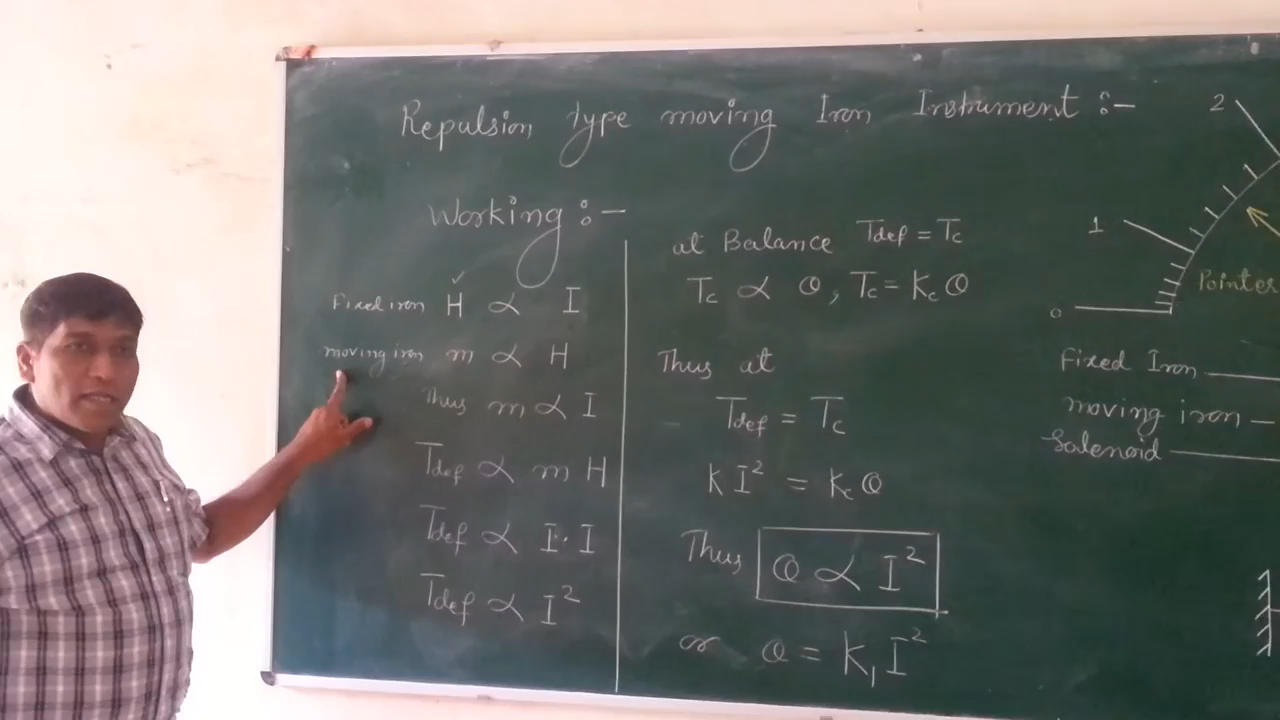 Repulsion type moving Iron Instrument :-
Working :-
Fixed iron H ∝ I
moving iron m ∝ H
Thus m ∝ I
Tdef ∝ m H
Tdef ∝ I · I
Tdef ∝ I²
at Balance Tdef = Tc
Tc ∝ θ, Tc = Kc θ
Thus at
Tdef = Tc
K I² = Kc θ
Thus θ ∝ I²
or θ = K₁ I²
2
1
0
Pointer
Fixed Iron
moving iron
Solenoid